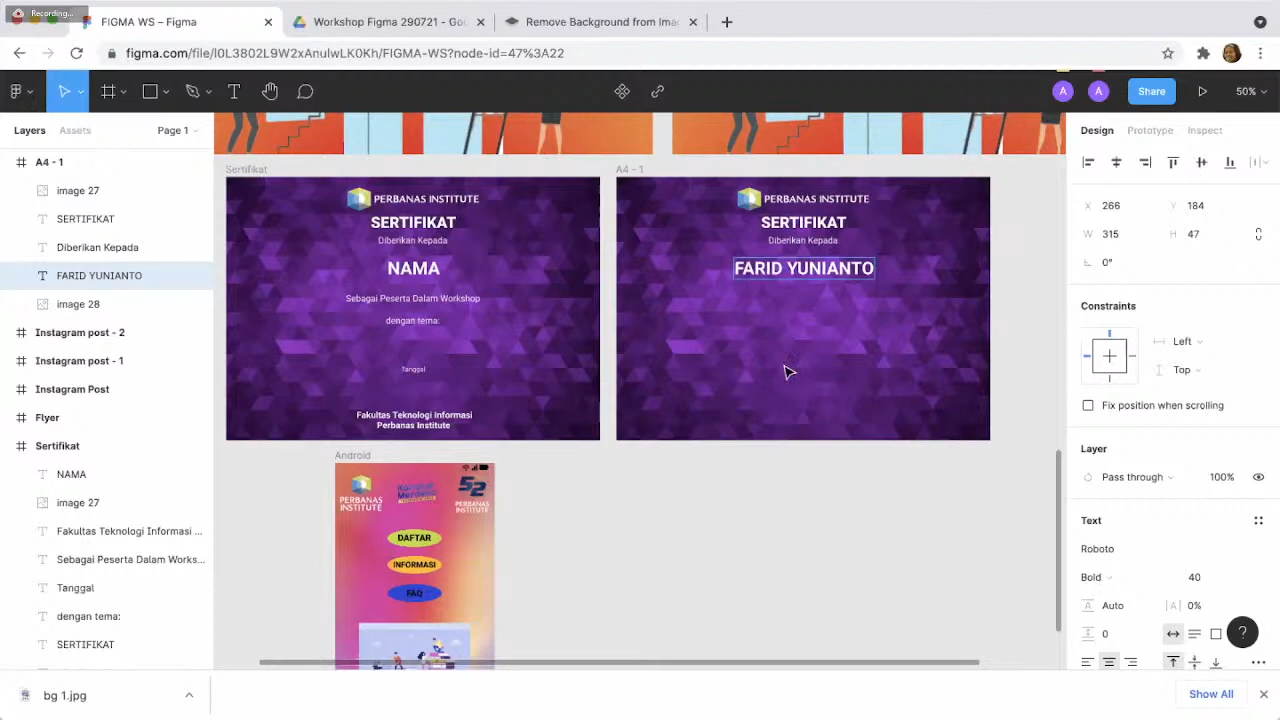 Recording...
FIGMA WS – Figma
Workshop Figma 290721 - Goo
Remove Background from Imag
figma.com/file/l0L3802L9W2xAnulwLK0Kh/FIGMA-WS?node-id=47%3A22
A
A
Share
50%
Layers
Assets
Page 1
Design
Prototype
Inspect
A4 - 1
image 27
SERTIFIKAT
Diberikan Kepada
FARID YUNIANTO
image 28
Instagram post - 2
Instagram post - 1
Instagram Post
Flyer
Sertifikat
NAMA
image 27
Fakultas Teknologi Informasi ...
Sebagai Peserta Dalam Works...
Tanggal
dengan tema:
SERTIFIKAT
Sertifikat
PERBANAS INSTITUTE
SERTIFIKAT
Diberikan Kepada
NAMA
Sebagai Peserta Dalam Workshop
dengan tema:
Tanggal
Fakultas Teknologi Informasi
Perbanas Institute
A4 - 1
PERBANAS INSTITUTE
SERTIFIKAT
Diberikan Kepada
FARID YUNIANTO
Android
PERBANAS
INSTITUTE
Kampus
Merdeka
52
PERBANAS
INSTITUTE
DAFTAR
INFORMASI
FAQ
X 266
Y 184
W 315
H 47
0°
Constraints
Left
Top
Fix position when scrolling
Layer
Pass through
100%
Text
Roboto
Bold
40
A Auto
|A| 0%
0
?
bg 1.jpg
Show All